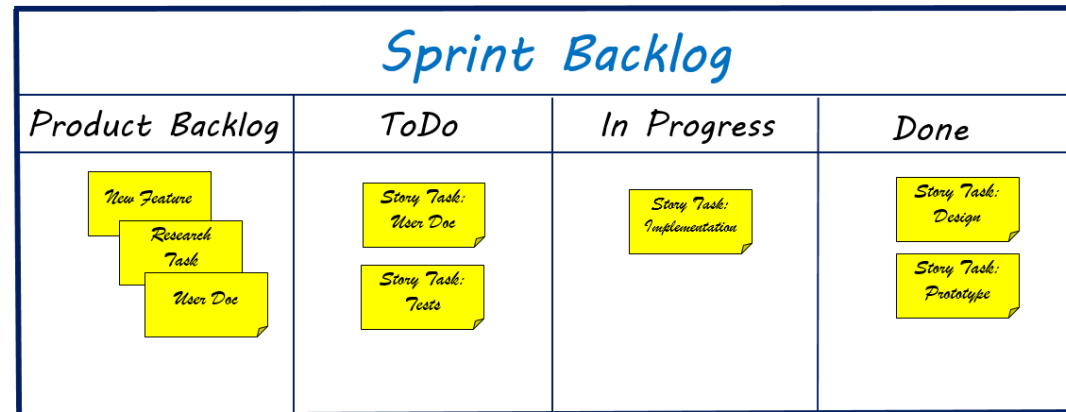 Sprint Backlog
Product Backlog
ToDo
In Progress
Done
New Feature
Research
Task
User Doc
Story Task:
User Doc
Story Task:
Tests
Story Task:
Implementation
Story Task:
Design
Story Task:
Prototype